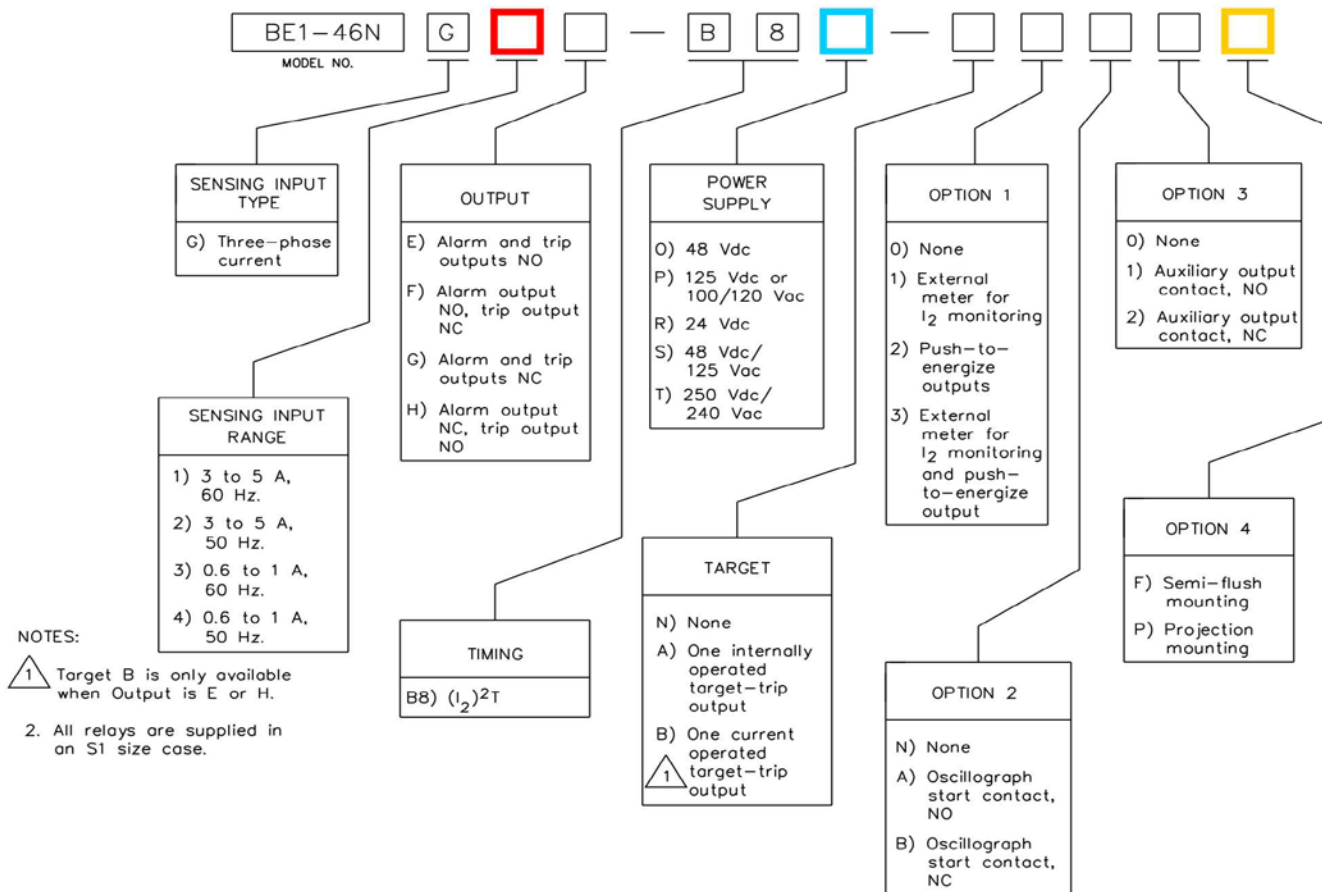 BE1-46N G — B 8 —
MODEL NO.
SENSING INPUT
TYPE
G) Three-phase
current
SENSING INPUT
RANGE
1) 3 to 5 A,
60 Hz.
2) 3 to 5 A,
50 Hz.
3) 0.6 to 1 A,
60 Hz.
4) 0.6 to 1 A,
50 Hz.
OUTPUT
E) Alarm and trip
outputs NO
F) Alarm output
NO, trip output
NC
G) Alarm and trip
outputs NC
H) Alarm output
NC, trip output
NO
TIMING
B8) (I₂)²T
POWER
SUPPLY
O) 48 Vdc
P) 125 Vdc or
100/120 Vac
R) 24 Vdc
S) 48 Vdc/
125 Vac
T) 250 Vdc/
240 Vac
TARGET
N) None
A) One internally
operated
target-trip
output
B) One current
operated
1 target-trip
output
OPTION 1
0) None
1) External
meter for
I₂ monitoring
2) Push-to-
energize
outputs
3) External
meter for
I₂ monitoring
and push-
to-energize
output
OPTION 2
N) None
A) Oscillograph
start contact,
NO
B) Oscillograph
start contact,
NC
OPTION 3
0) None
1) Auxiliary output
contact, NO
2) Auxiliary output
contact, NC
OPTION 4
F) Semi-flush
mounting
P) Projection
mounting
NOTES:
1 Target B is only available
when Output is E or H.
2. All relays are supplied in
an S1 size case.